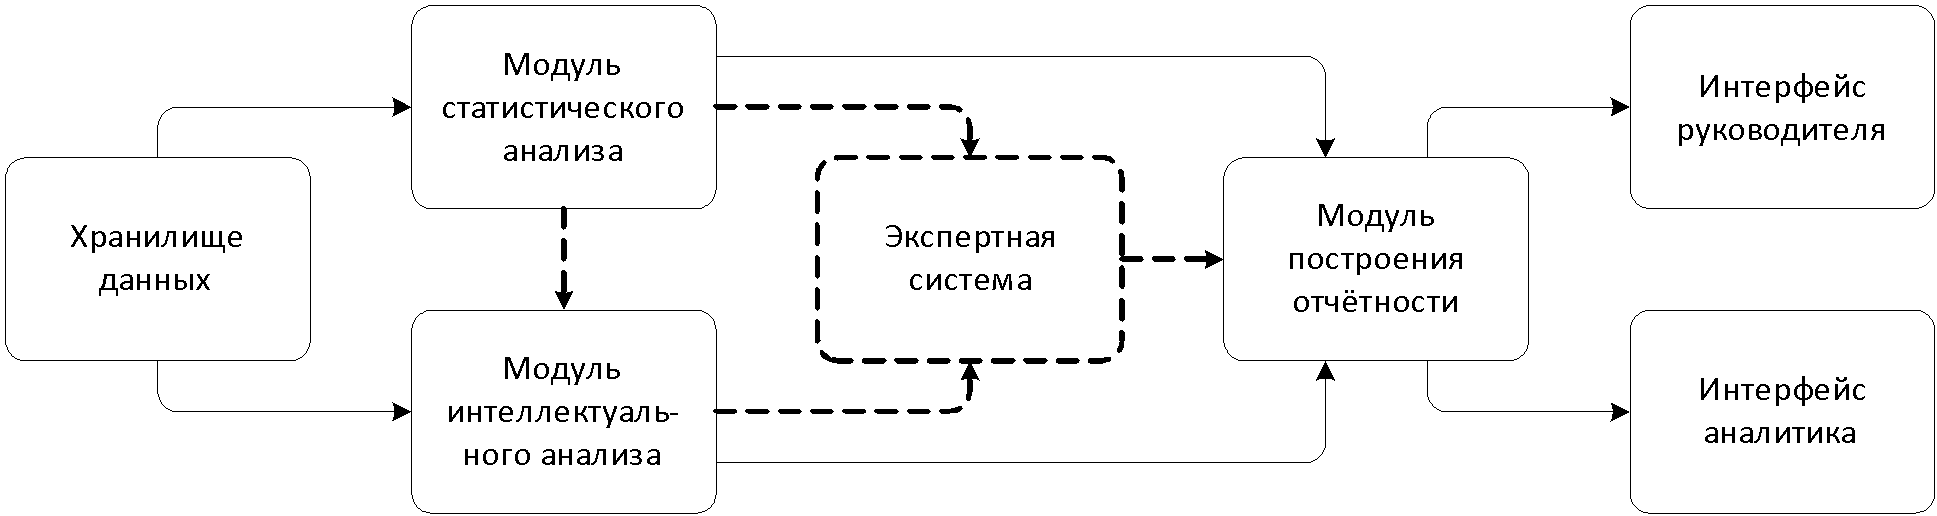 Хранилище
данных
Модуль
статистического
анализа
Модуль
интеллектуаль-
ного анализа
Экспертная
система
Модуль
построения
отчётности
Интерфейс
руководителя
Интерфейс
аналитика